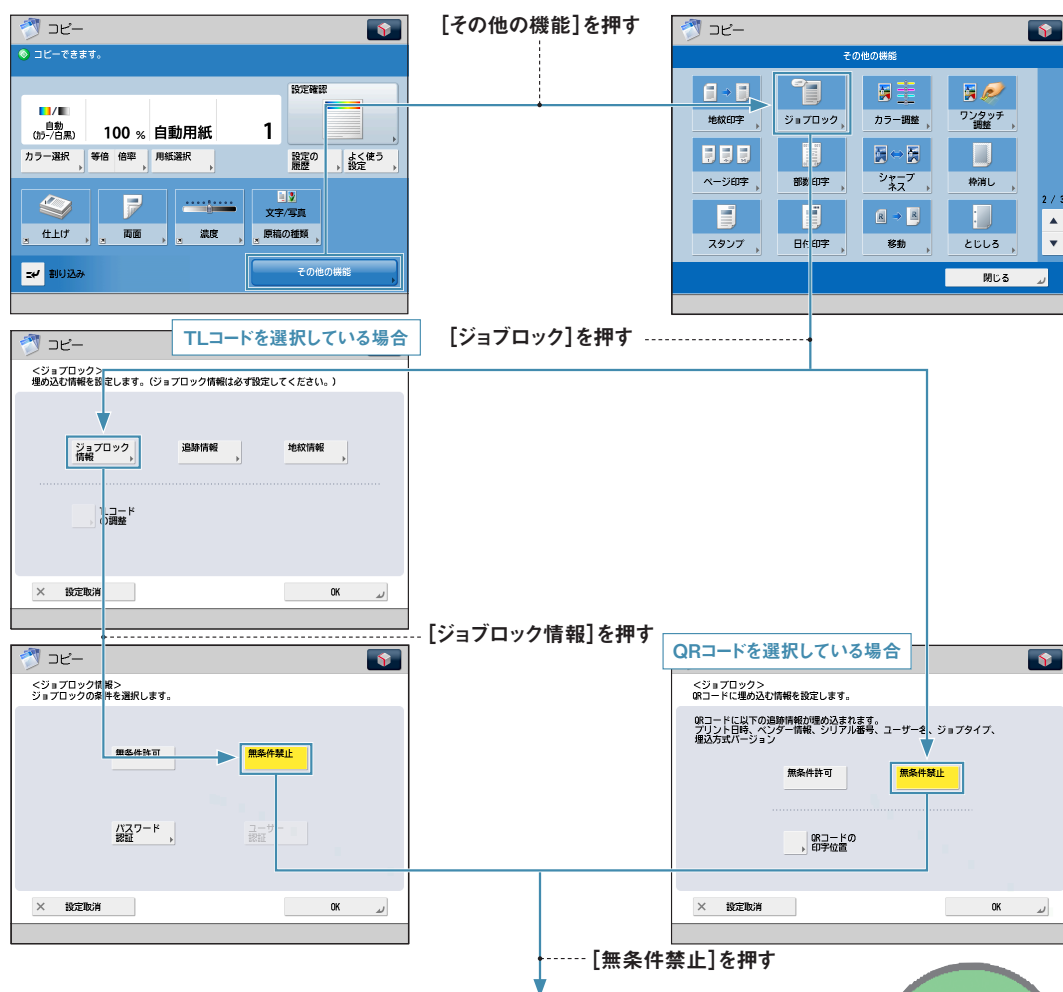 コピー
コピーできます。
設定確認
自動
(カラー/白黒)
100 %
自動用紙
1
カラー選択
等倍
倍率
用紙選択
設定の
履歴
よく使う
設定
仕上げ
両面
濃度
文字/写真
原稿の種類
割り込み
その他の機能
[その他の機能]を押す
コピー
その他の機能
地紋印字
ジョブロック
カラー調整
ワンタッチ
調整
ページ印字
部数印字
シャープ
ネス
枠消し
スタンプ
日付印字
移動
とじしろ
2 / 3
閉じる
[ジョブロック]を押す
コピー
TLコードを選択している場合
<ジョブロック>
埋め込む情報を設定します。(ジョブロック情報は必ず設定してください。)
ジョブロック
情報
追跡情報
地紋情報
TLコード
の調整
× 設定取消
OK
[ジョブロック情報]を押す
コピー
<ジョブロック情報>
ジョブロックの条件を選択します。
無条件許可
無条件禁止
パスワード
認証
ユーザー
認証
× 設定取消
OK
QRコードを選択している場合
<ジョブロック>
QRコードに埋め込む情報を設定します。
QRコードに以下の追跡情報が埋め込まれます。
プリント日時、ベンダー情報、シリアル番号、ユーザー名、ジョブタイプ、
埋込方式バージョン
無条件許可
無条件禁止
QRコードの
印字位置
× 設定取消
OK
[無条件禁止]を押す